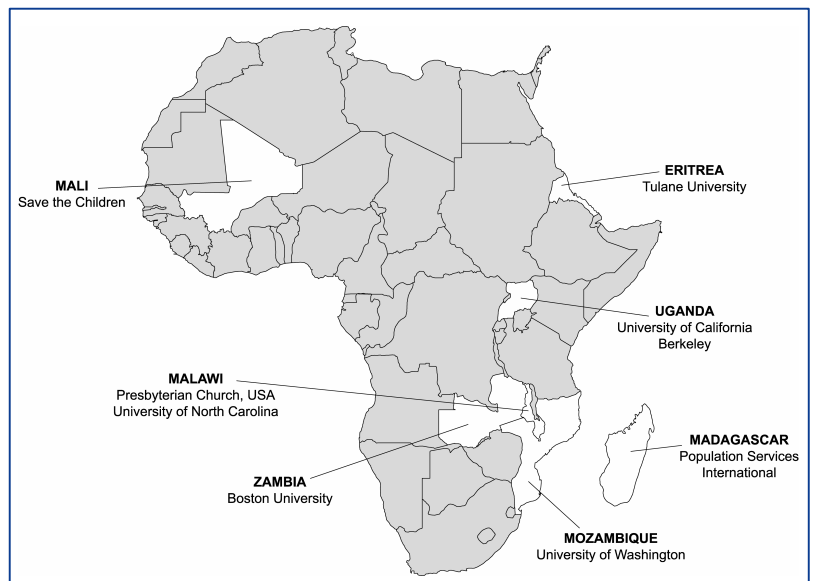 MALI
Save the Children
ERITREA
Tulane University
UGANDA
University of California
Berkeley
MALAWI
Presbyterian Church, USA
University of North Carolina
MADAGASCAR
Population Services
International
ZAMBIA
Boston University
MOZAMBIQUE
University of Washington